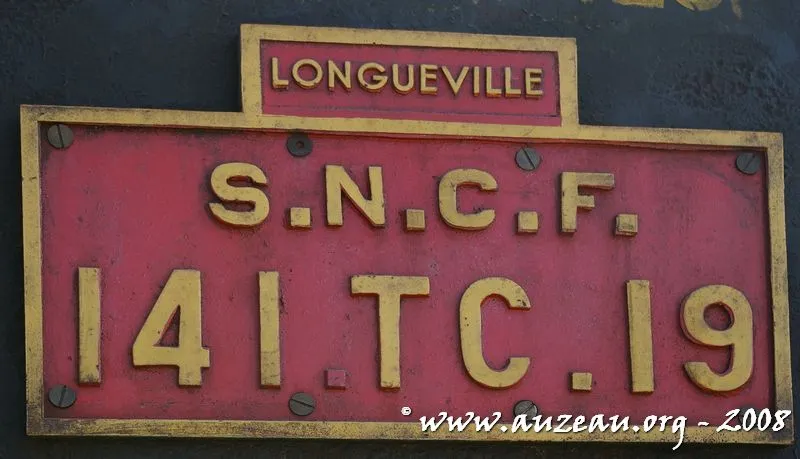 LONGUEVILLE
S.N.C.F.
141.TC.19
© www.auzeau.org - 2008